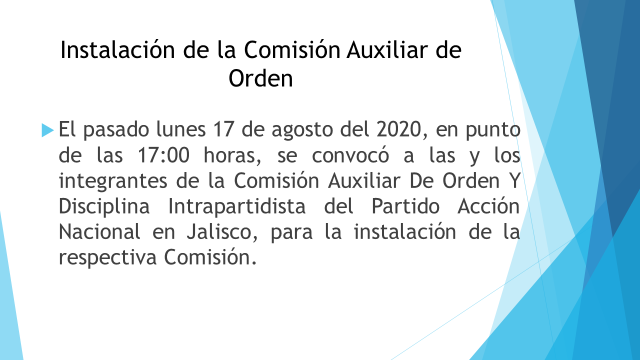 Instalación de la Comisión Auxiliar de
Orden
El pasado lunes 17 de agosto del 2020, en punto
de las 17:00 horas, se convocó a las y los
integrantes de la Comisión Auxiliar De Orden Y
Disciplina Intrapartidista del Partido Acción
Nacional en Jalisco, para la instalación de la
respectiva Comisión.